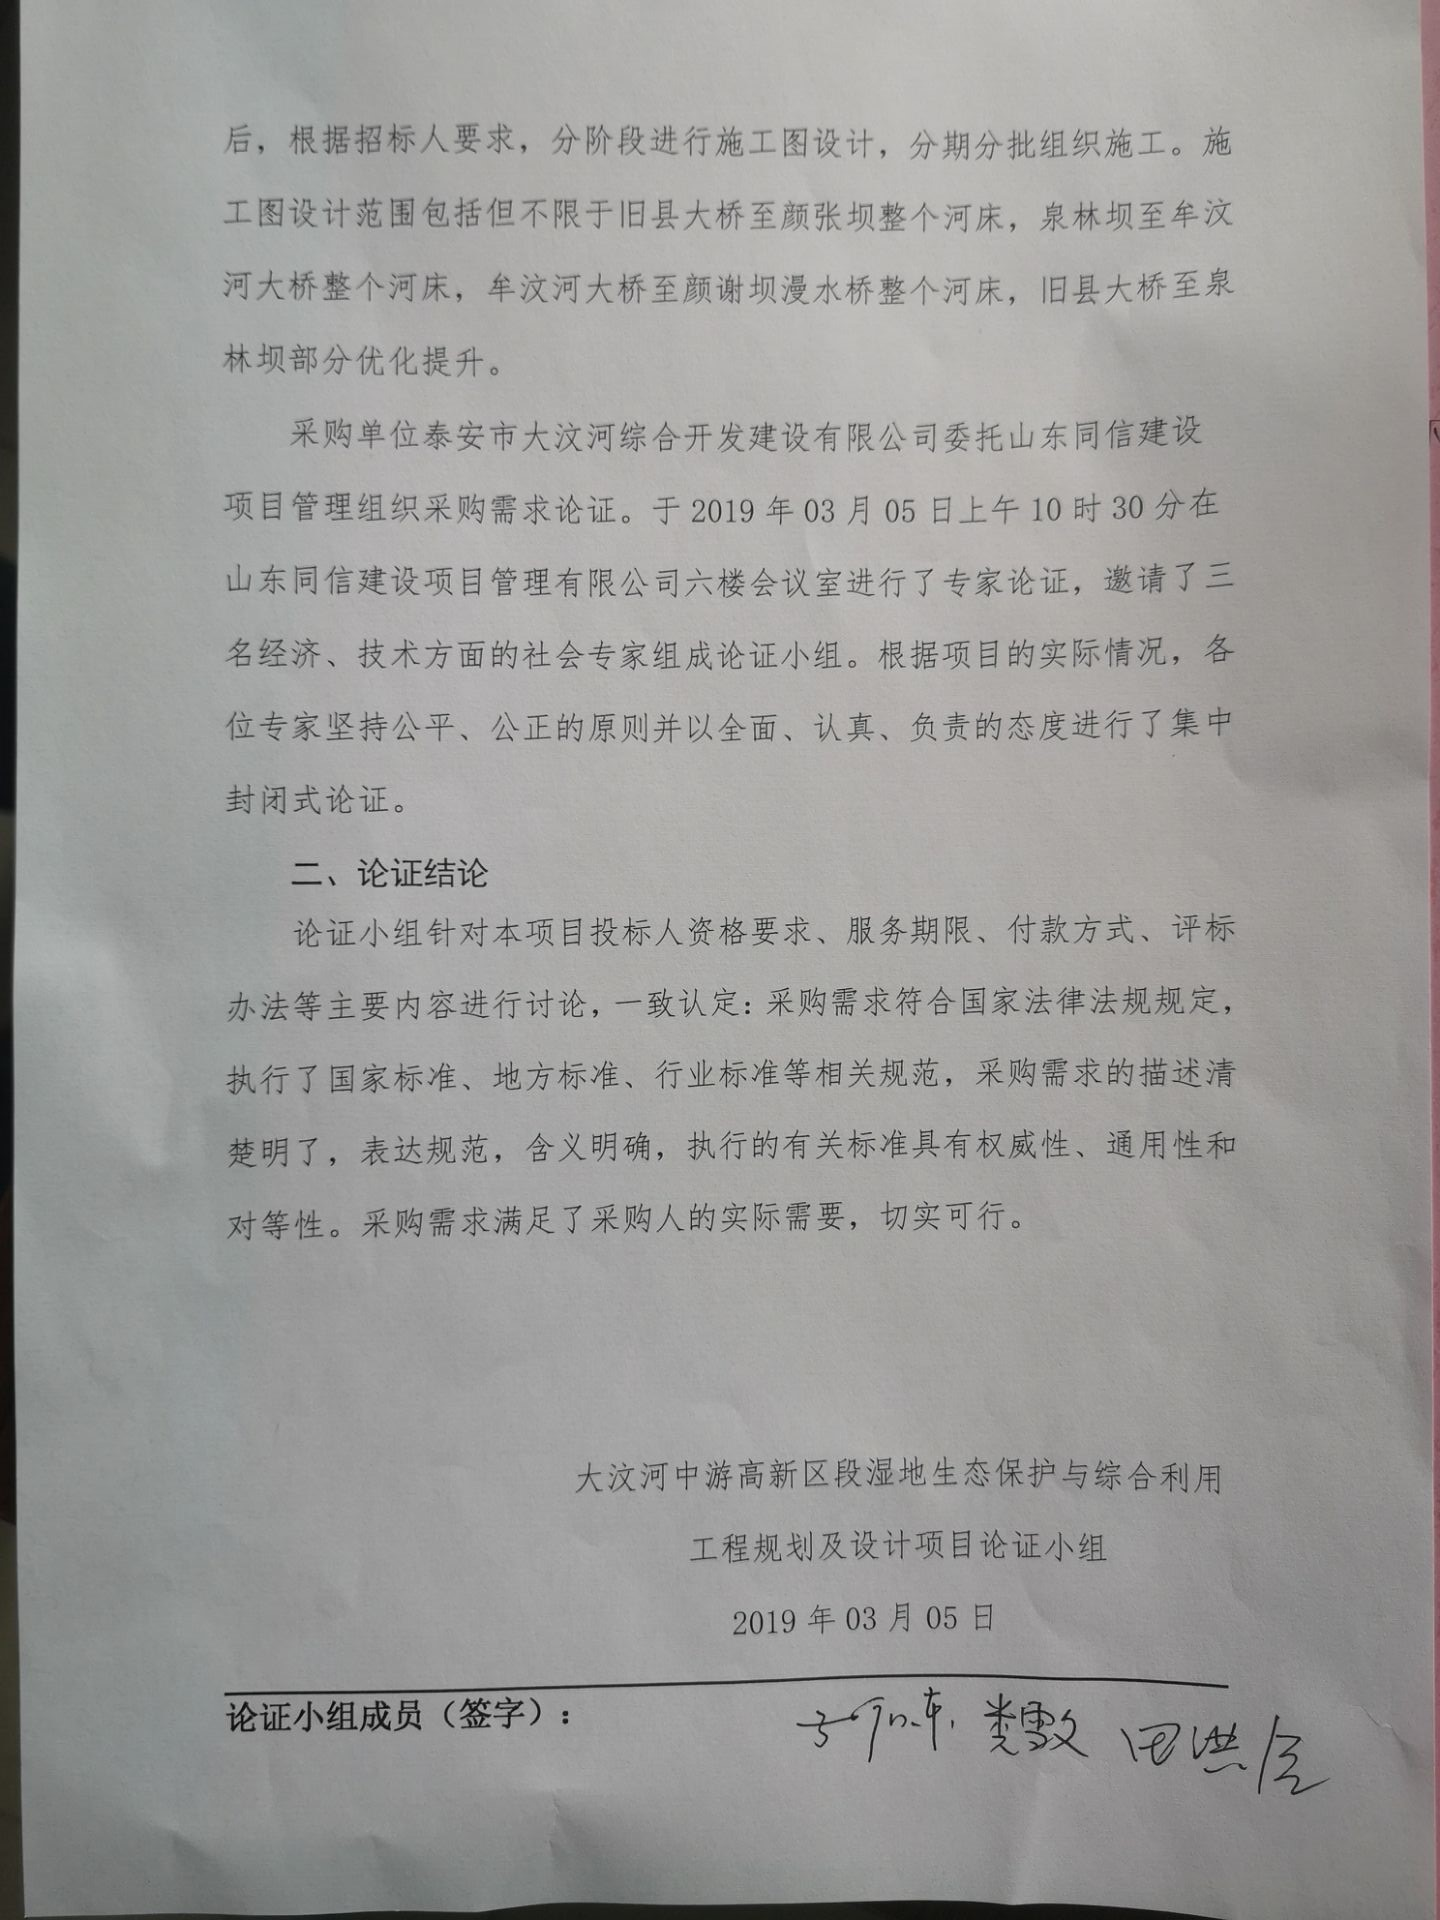 后，根据招标人要求，分阶段进行施工图设计，分期分批组织施工。施
工图设计范围包括但不限于旧县大桥至颜张坝整个河床，泉林坝至牟汶
河大桥整个河床，牟汶河大桥至颜谢坝漫水桥整个河床，旧县大桥至泉
林坝部分优化提升。
采购单位泰安市大汶河综合开发建设有限公司委托山东同信建设
项目管理组织采购需求论证。于 2019 年 03 月 05 日上午 10 时 30 分在
山东同信建设项目管理有限公司六楼会议室进行了专家论证，邀请了三
名经济、技术方面的社会专家组成论证小组。根据项目的实际情况，各
位专家坚持公平、公正的原则并以全面、认真、负责的态度进行了集中
封闭式论证。
二、论证结论
论证小组针对本项目投标人资格要求、服务期限、付款方式、评标
办法等主要内容进行讨论，一致认定：采购需求符合国家法律法规规定，
执行了国家标准、地方标准、行业标准等相关规范，采购需求的描述清
楚明了，表达规范，含义明确，执行的有关标准具有权威性、通用性和
对等性。采购需求满足了采购人的实际需要，切实可行。
大汶河中游高新区段湿地生态保护与综合利用
工程规划及设计项目论证小组
2019 年 03 月 05 日
论证小组成员（签字）：